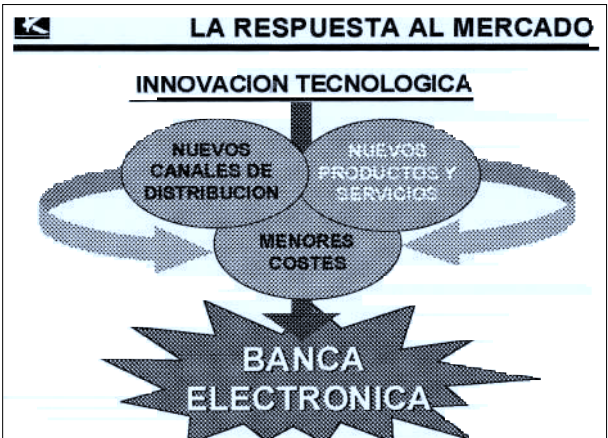 LA RESPUESTA AL MERCADO
INNOVACION TECNOLOGICA
NUEVOS
CANALES DE
DISTRIBUCION
NUEVOS
PRODUCTOS Y
SERVICIOS
MENORES
COSTES
BANCA
ELECTRONICA